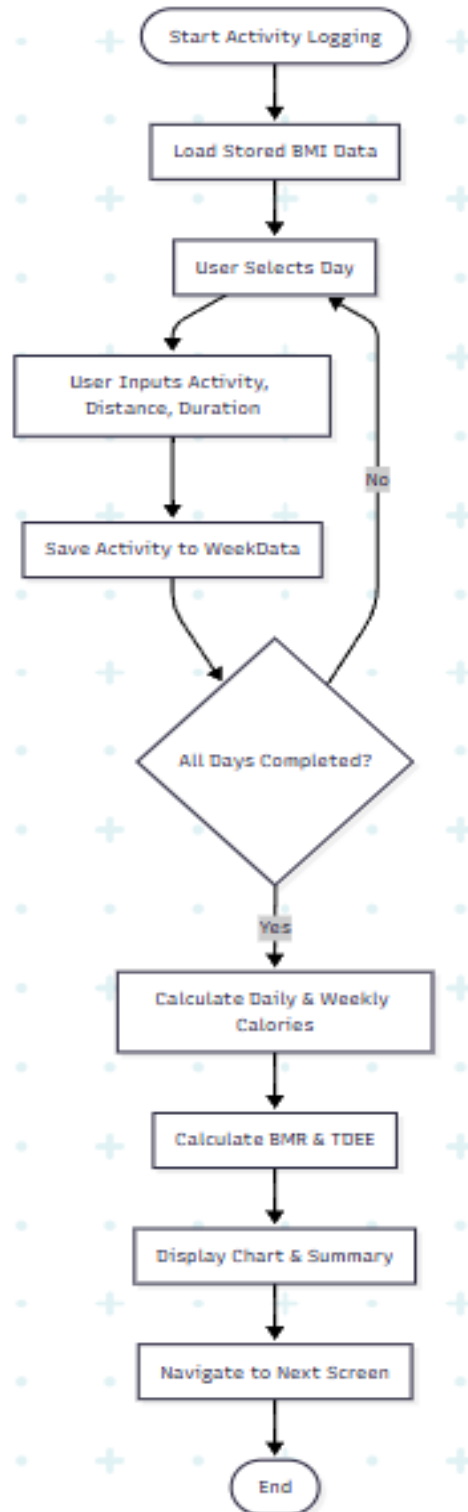 Start Activity Logging
Load Stored BMI Data
User Selects Day
User Inputs Activity,
Distance, Duration
No
Save Activity to WeekData
All Days Completed?
Yes
Calculate Daily & Weekly
Calories
Calculate BMR & TDEE
Display Chart & Summary
Navigate to Next Screen
End